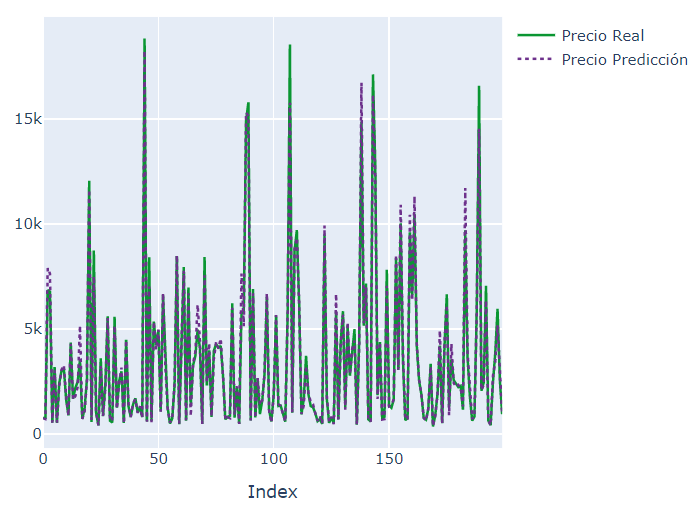 Precio Real
Precio Predicción
15k
10k
5k
0
0
50
100
150
Index